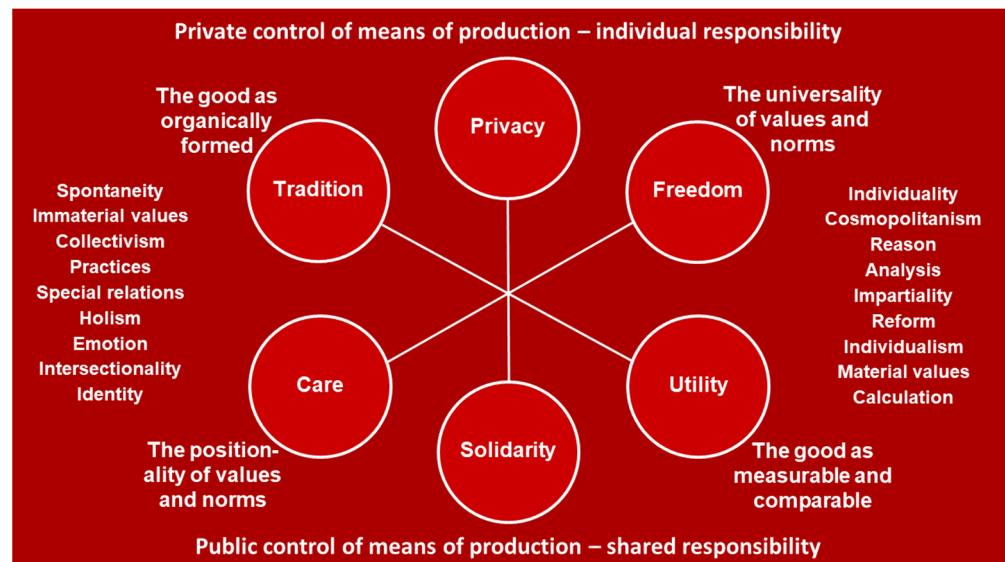 Private control of means of production – individual responsibility
The good as
organically
formed
Privacy
The universality
of values and
norms
Tradition
Freedom
Spontaneity
Immaterial values
Collectivism
Practices
Special relations
Holism
Emotion
Intersectionality
Identity
Individuality
Cosmopolitanism
Reason
Analysis
Impartiality
Reform
Individualism
Material values
Calculation
Care
Utility
Solidarity
The position-
ality of values
and norms
The good as
measurable and
comparable
Public control of means of production – shared responsibility